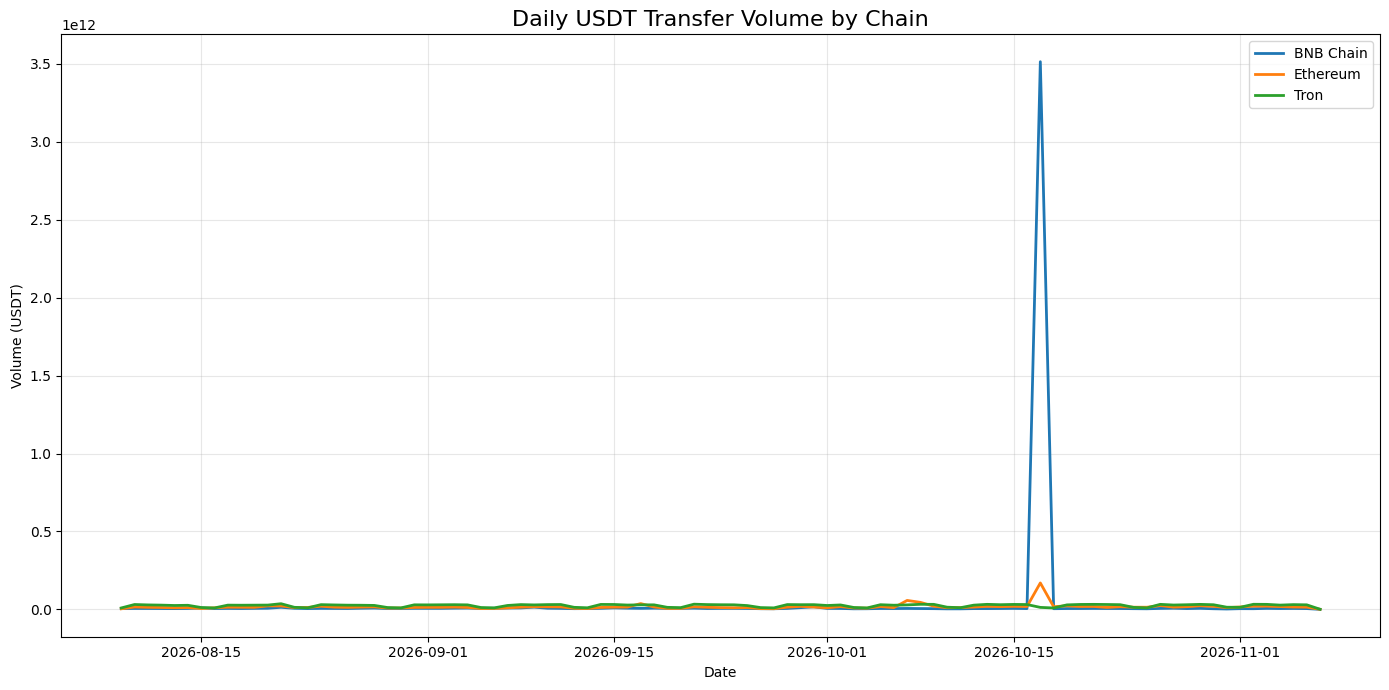 Daily USDT Transfer Volume by Chain
1e12
3.5
3.0
2.5
2.0
1.5
1.0
0.5
0.0
Volume (USDT)
BNB Chain
Ethereum
Tron
2026-08-15
2026-09-01
2026-09-15
2026-10-01
2026-10-15
2026-11-01
Date